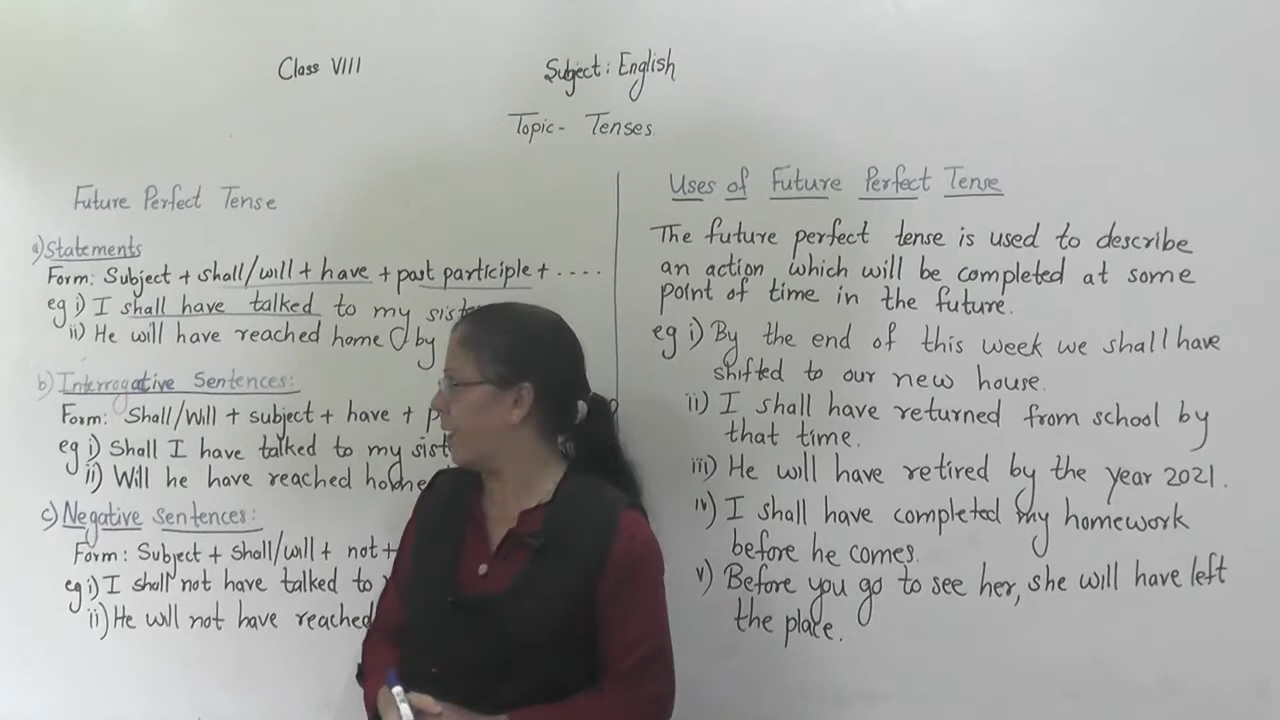 Class VIII
Subject: English
Topic- Tenses.
Future Perfect Tense
a) Statements
Form: Subject + shall/will + have + past participle + ....
eg i) I shall have talked to my
ii) He will have reached home by
b) Interrogative Sentences:
Form: Shall/Will + subject + have +
eg i) Shall I have talked to my
ii) Will he have reached home
c) Negative Sentences:
Form: Subject + shall/will + not +
eg i) I shall not have talked to
ii) He will not have reached
Uses of Future Perfect Tense
The future perfect tense is used to describe
an action, which will be completed at some
point of time in the future.
eg i) By the end of this week we shall have
shifted to our new house.
ii) I shall have returned from school by
that time.
iii) He will have retired by the year 2021.
iv) I shall have completed my homework
before he comes.
v) Before you go to see her, she will have left
the place.